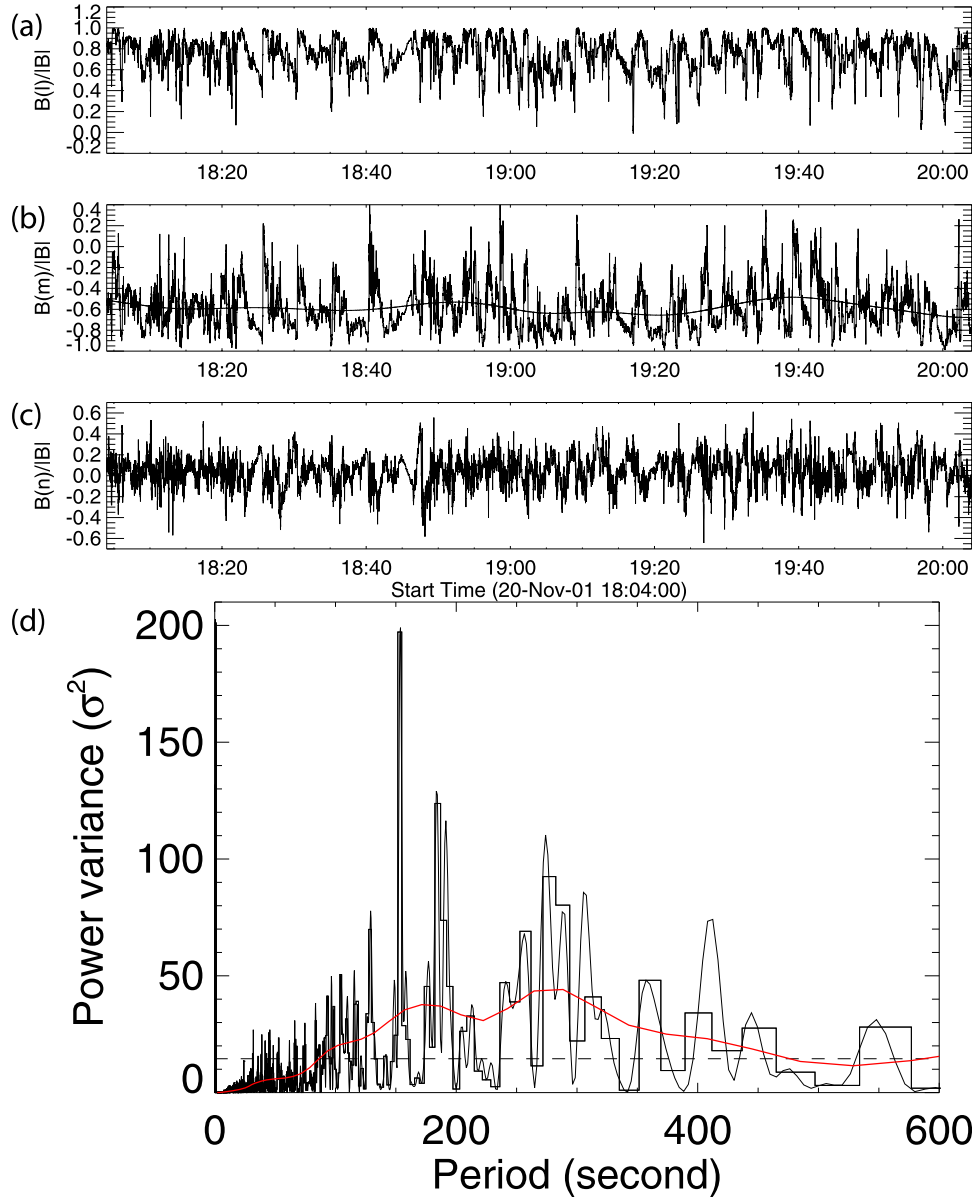 (a)
B(l)/|B|
1.2
1.0
0.8
0.6
0.4
0.2
0.0
-0.2
18:20 18:40 19:00 19:20 19:40 20:00
(b)
B(m)/|B|
0.4
0.2
0.0
-0.2
-0.4
-0.6
-0.8
-1.0
18:20 18:40 19:00 19:20 19:40 20:00
(c)
B(n)/|B|
0.6
0.4
0.2
0.0
-0.2
-0.4
-0.6
18:20 18:40 19:00 19:20 19:40 20:00
Start Time (20-Nov-01 18:04:00)
(d)
Power variance (σ²)
200
150
100
50
0
0 200 400 600
Period (second)